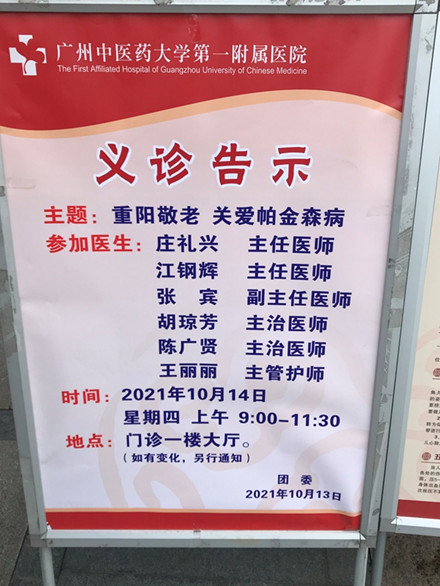 广州中医药大学第一附属医院
The First Affiliated Hospital of Guangzhou University of Chinese Medicine
义诊告示
主题：重阳敬老 关爱帕金森病
参加医生：庄礼兴 主任医师
江钢辉 主任医师
张 宾 副主任医师
胡琼芳 主治医师
陈广贤 主治医师
王丽丽 主管护师
时间：2021年10月14日
星期四 上午 9:00-11:30
地点：门诊一楼大厅。
（如有变化，另行通知）
团 委
2021年10月13日